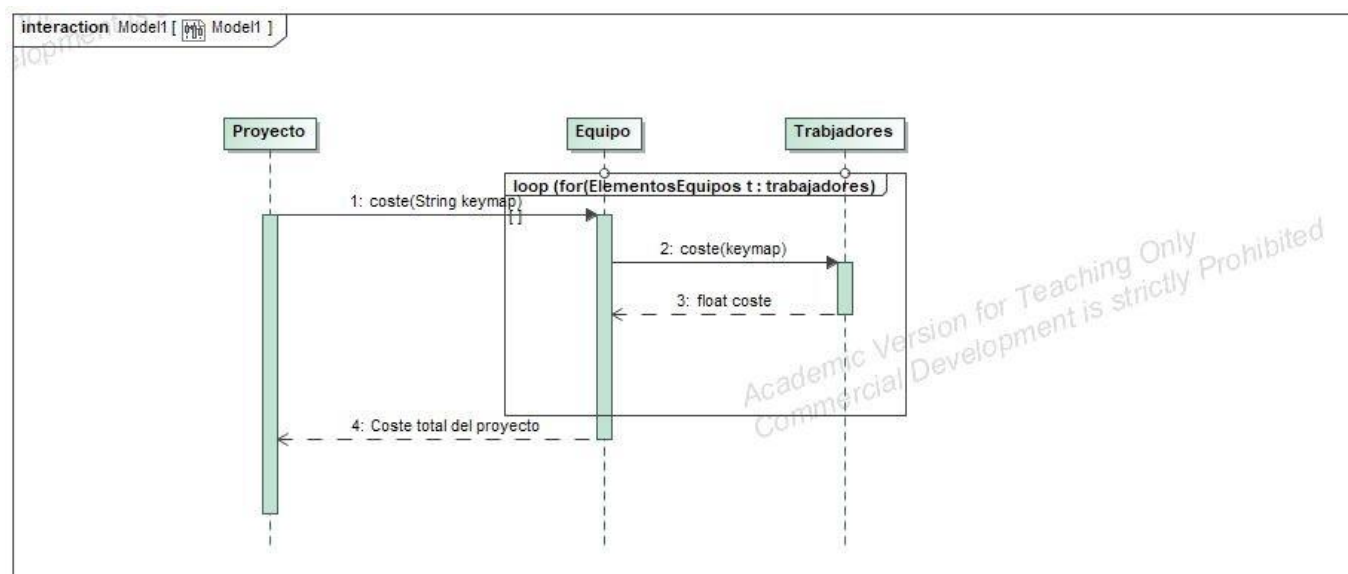 interaction Model1 [ Model1 ]
Proyecto
Equipo
Trabjadores
loop (for(ElementosEquipos t : trabajadores)
1: coste(String keymap)
[ ]
2: coste(keymap)
3: float coste
4: Coste total del proyecto
Academic Version for Teaching Only
Commercial Development is strictly Prohibited